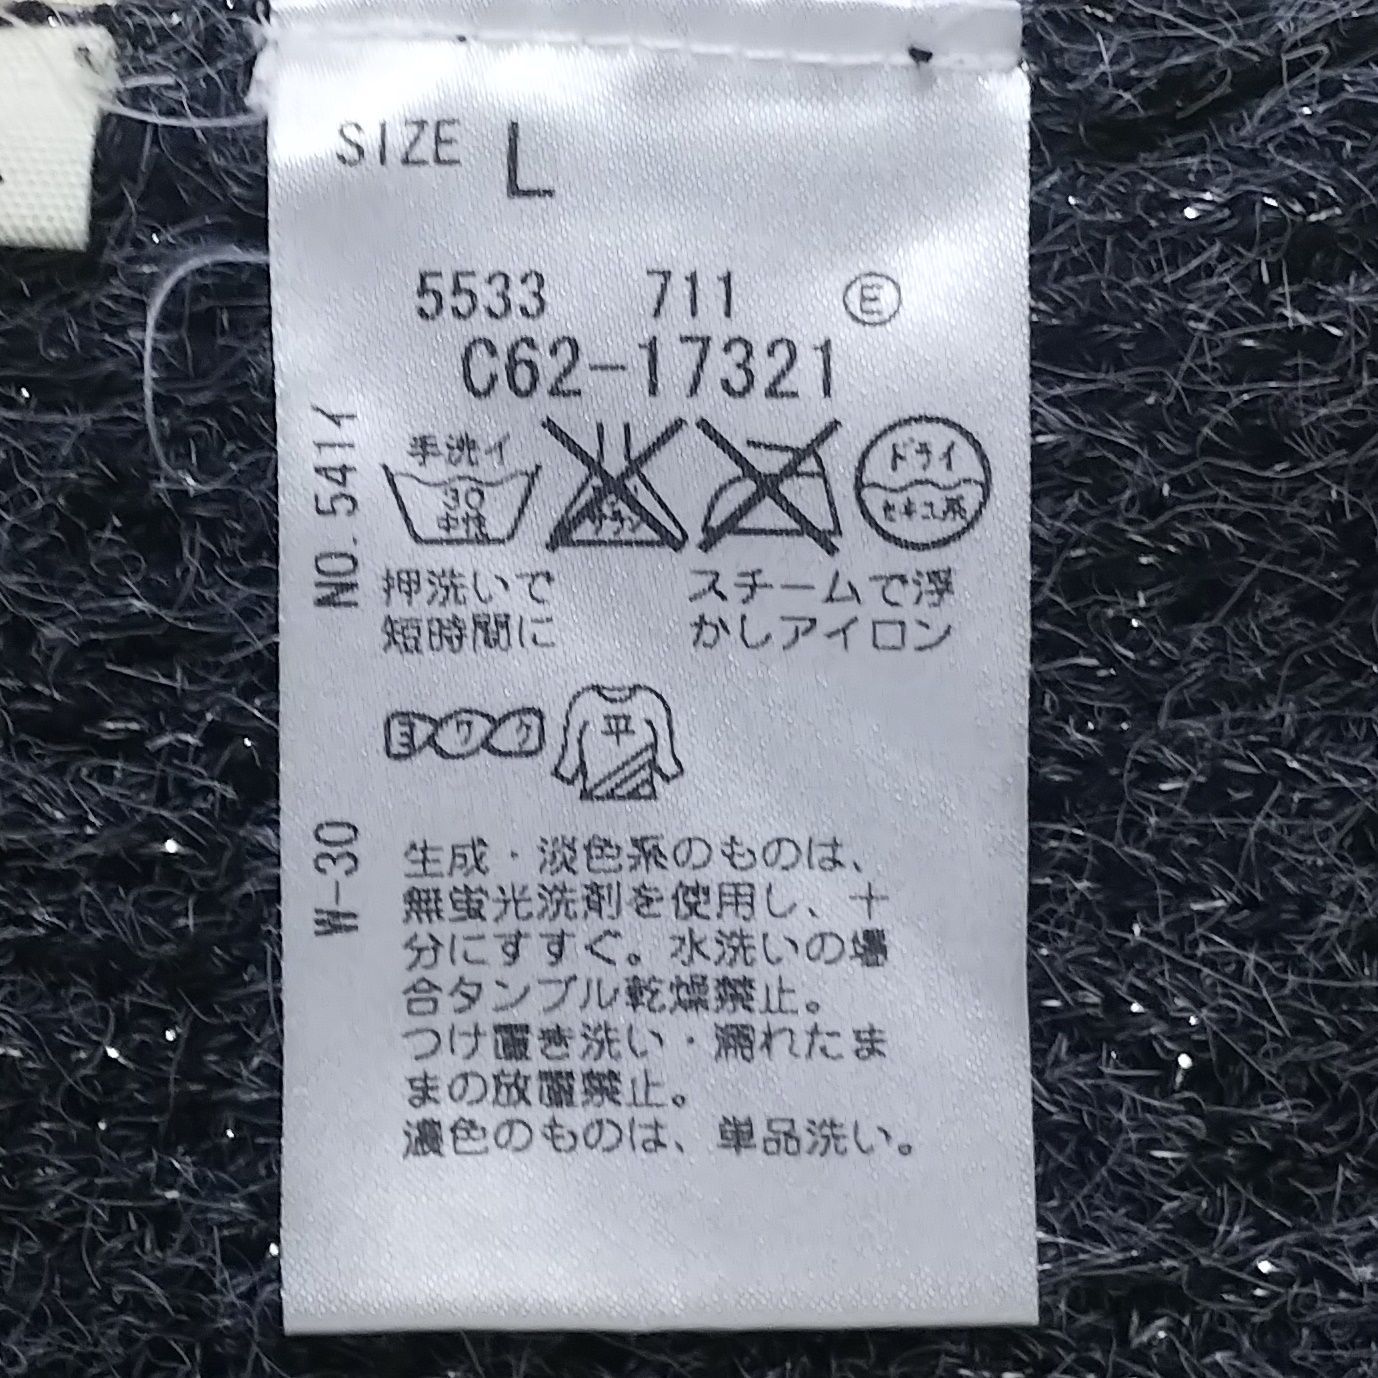 SIZE L
5533 711 Ⓔ
C62-17321
NO.5411
手洗イ
30
中性
サラシ
ドライ
セキユ系
押洗いで
短時間に
スチームで浮
かしアイロン
ヨワク
平
W-30
生成・淡色系のものは、
無蛍光洗剤を使用し、十
分にすすぐ。水洗いの場
合タンブル乾燥禁止。
つけ置き洗い・濡れたま
まの放置禁止。
濃色のものは、単品洗い。